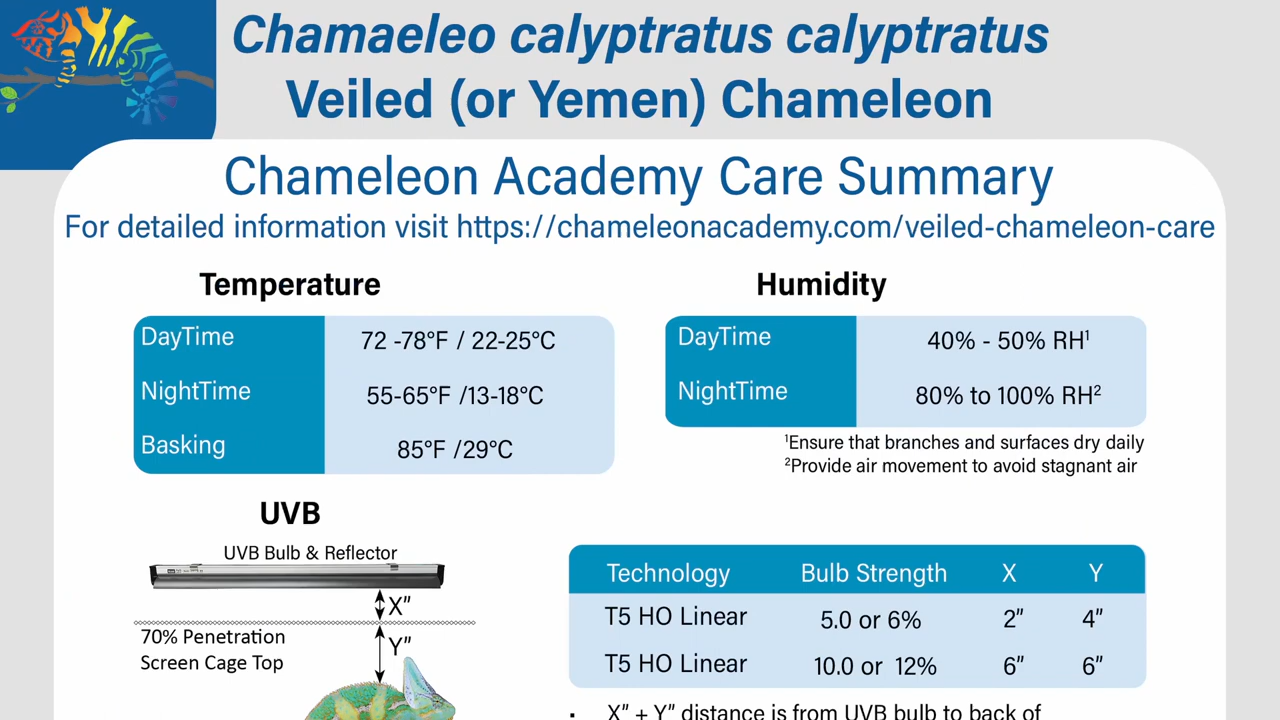 Chamaeleo calyptratus calyptratus
Veiled (or Yemen) Chameleon
Chameleon Academy Care Summary
For detailed information visit https://chameleonacademy.com/veiled-chameleon-care
Temperature
DayTime 72 -78°F / 22-25°C
NightTime 55-65°F /13-18°C
Basking 85°F /29°C
Humidity
DayTime 40% - 50% RH¹
NightTime 80% to 100% RH²
¹Ensure that branches and surfaces dry daily
²Provide air movement to avoid stagnant air
UVB
UVB Bulb & Reflector
X”
70% Penetration
Screen Cage Top
Y”
Technology Bulb Strength X Y
T5 HO Linear 5.0 or 6% 2” 4”
T5 HO Linear 10.0 or 12% 6” 6”
· X” + Y” distance is from UVB bulb to back of